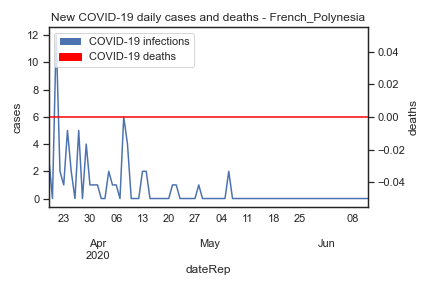 New COVID-19 daily cases and deaths - French_Polynesia
COVID-19 infections
COVID-19 deaths
cases
12
10
8
6
4
2
0
deaths
0.04
0.02
0.00
−0.02
−0.04
23 30 06 13 20 27 04 11 18 25 08
Apr May Jun
2020
dateRep